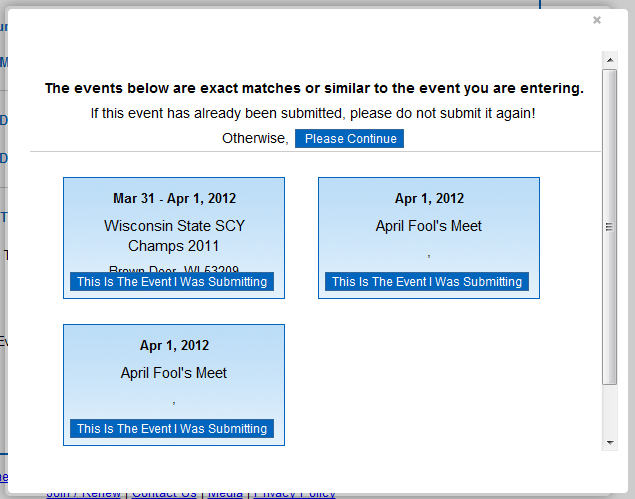 The events below are exact matches or similar to the event you are entering.
If this event has already been submitted, please do not submit it again!
Otherwise, Please Continue
Mar 31 - Apr 1, 2012
Wisconsin State SCY
Champs 2011
Brown Deer, WI 53209
This Is The Event I Was Submitting
Apr 1, 2012
April Fool's Meet
,
This Is The Event I Was Submitting
Apr 1, 2012
April Fool's Meet
,
This Is The Event I Was Submitting
Join / Renew | Contact Us | Media | Privacy Policy